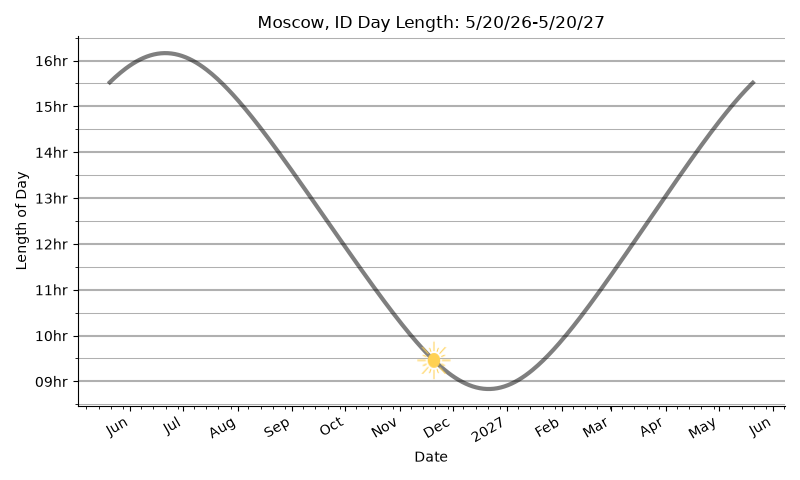 Moscow, ID Day Length: 5/20/26-5/20/27
Length of Day
16hr
15hr
14hr
13hr
12hr
11hr
10hr
09hr
Jun Jul Aug Sep Oct Nov Dec 2027 Feb Mar Apr May Jun
Date